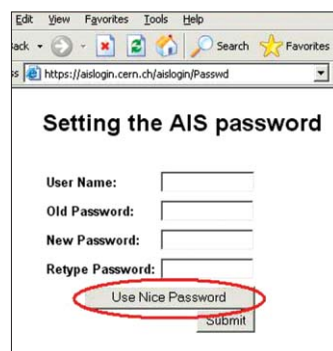 Edit View Favorites Tools Help
ack Search Favorites
ss https://aislogin.cern.ch/aislogin/Passwd
Setting the AIS password
User Name:
Old Password:
New Password:
Retype Password:
Use Nice Password
Submit